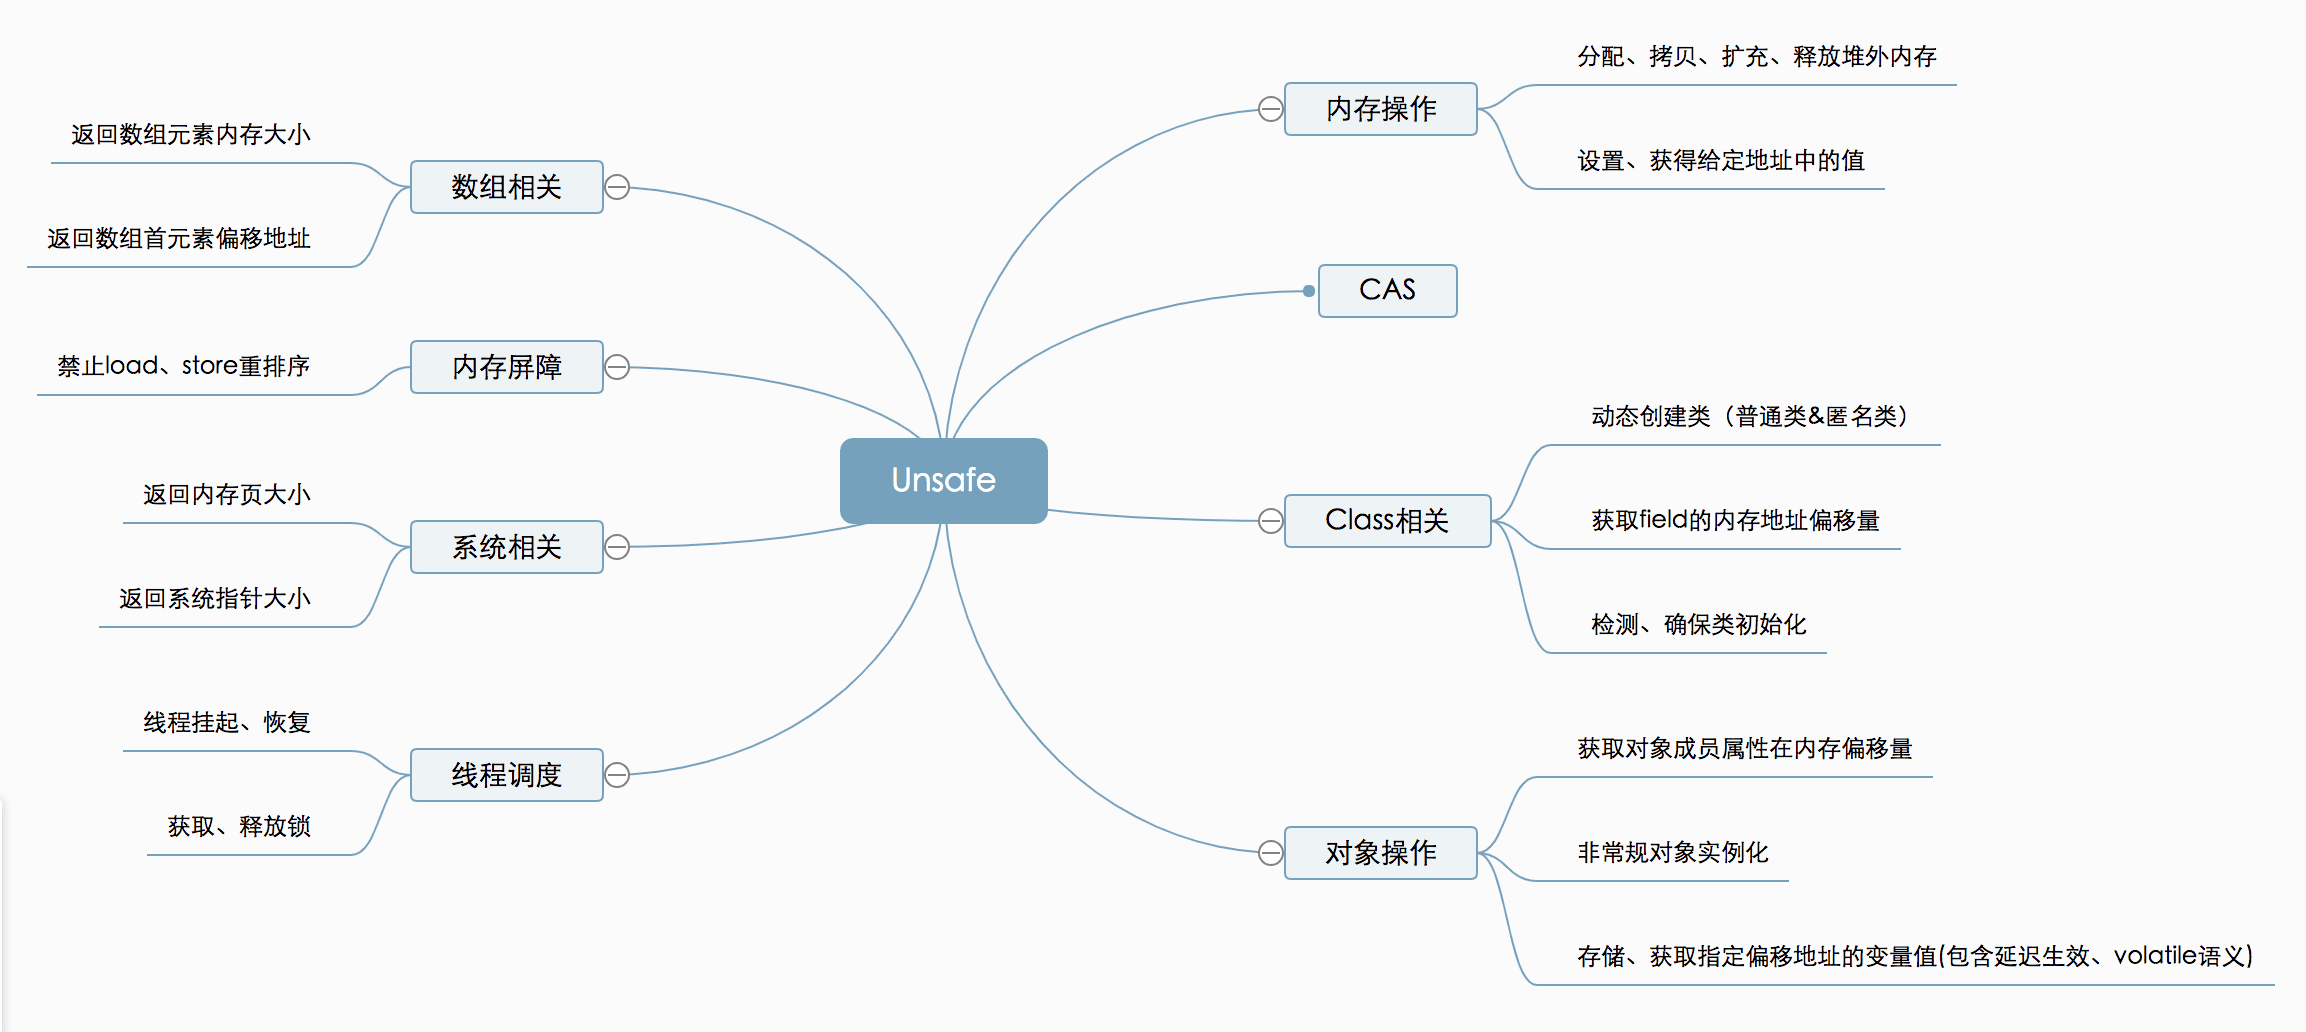 Unsafe
内存操作
分配、拷贝、扩充、释放堆外内存
设置、获得给定地址中的值
CAS
Class相关
动态创建类（普通类&匿名类）
获取field的内存地址偏移量
检测、确保类初始化
对象操作
获取对象成员属性在内存偏移量
非常规对象实例化
存储、获取指定偏移地址的变量值(包含延迟生效、volatile语义)
数组相关
返回数组元素内存大小
返回数组首元素偏移地址
内存屏障
禁止load、store重排序
系统相关
返回内存页大小
返回系统指针大小
线程调度
线程挂起、恢复
获取、释放锁